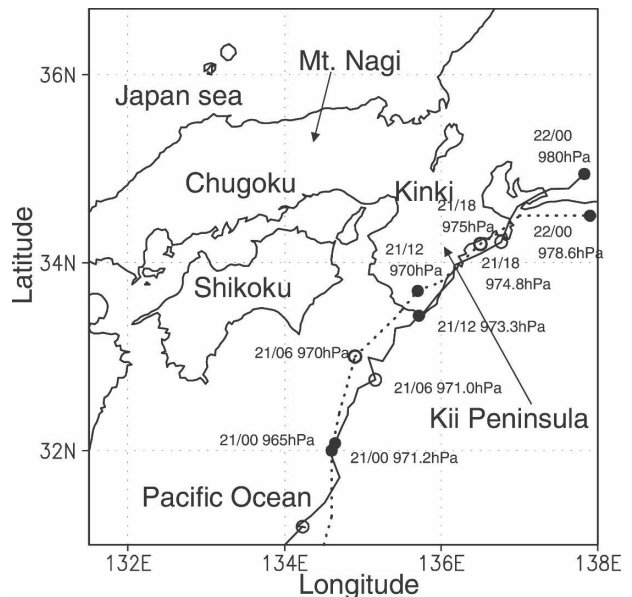 36N
Mt. Nagi
Japan sea
22/00
980hPa
Chugoku
Kinki
21/18
975hPa
22/00
978.6hPa
21/12
970hPa
21/18
974.8hPa
34N
Latitude
Shikoku
21/12 973.3hPa
21/06 970hPa
21/06 971.0hPa
Kii Peninsula
21/00 965hPa
21/00 971.2hPa
32N
Pacific Ocean
132E
134E
136E
138E
Longitude